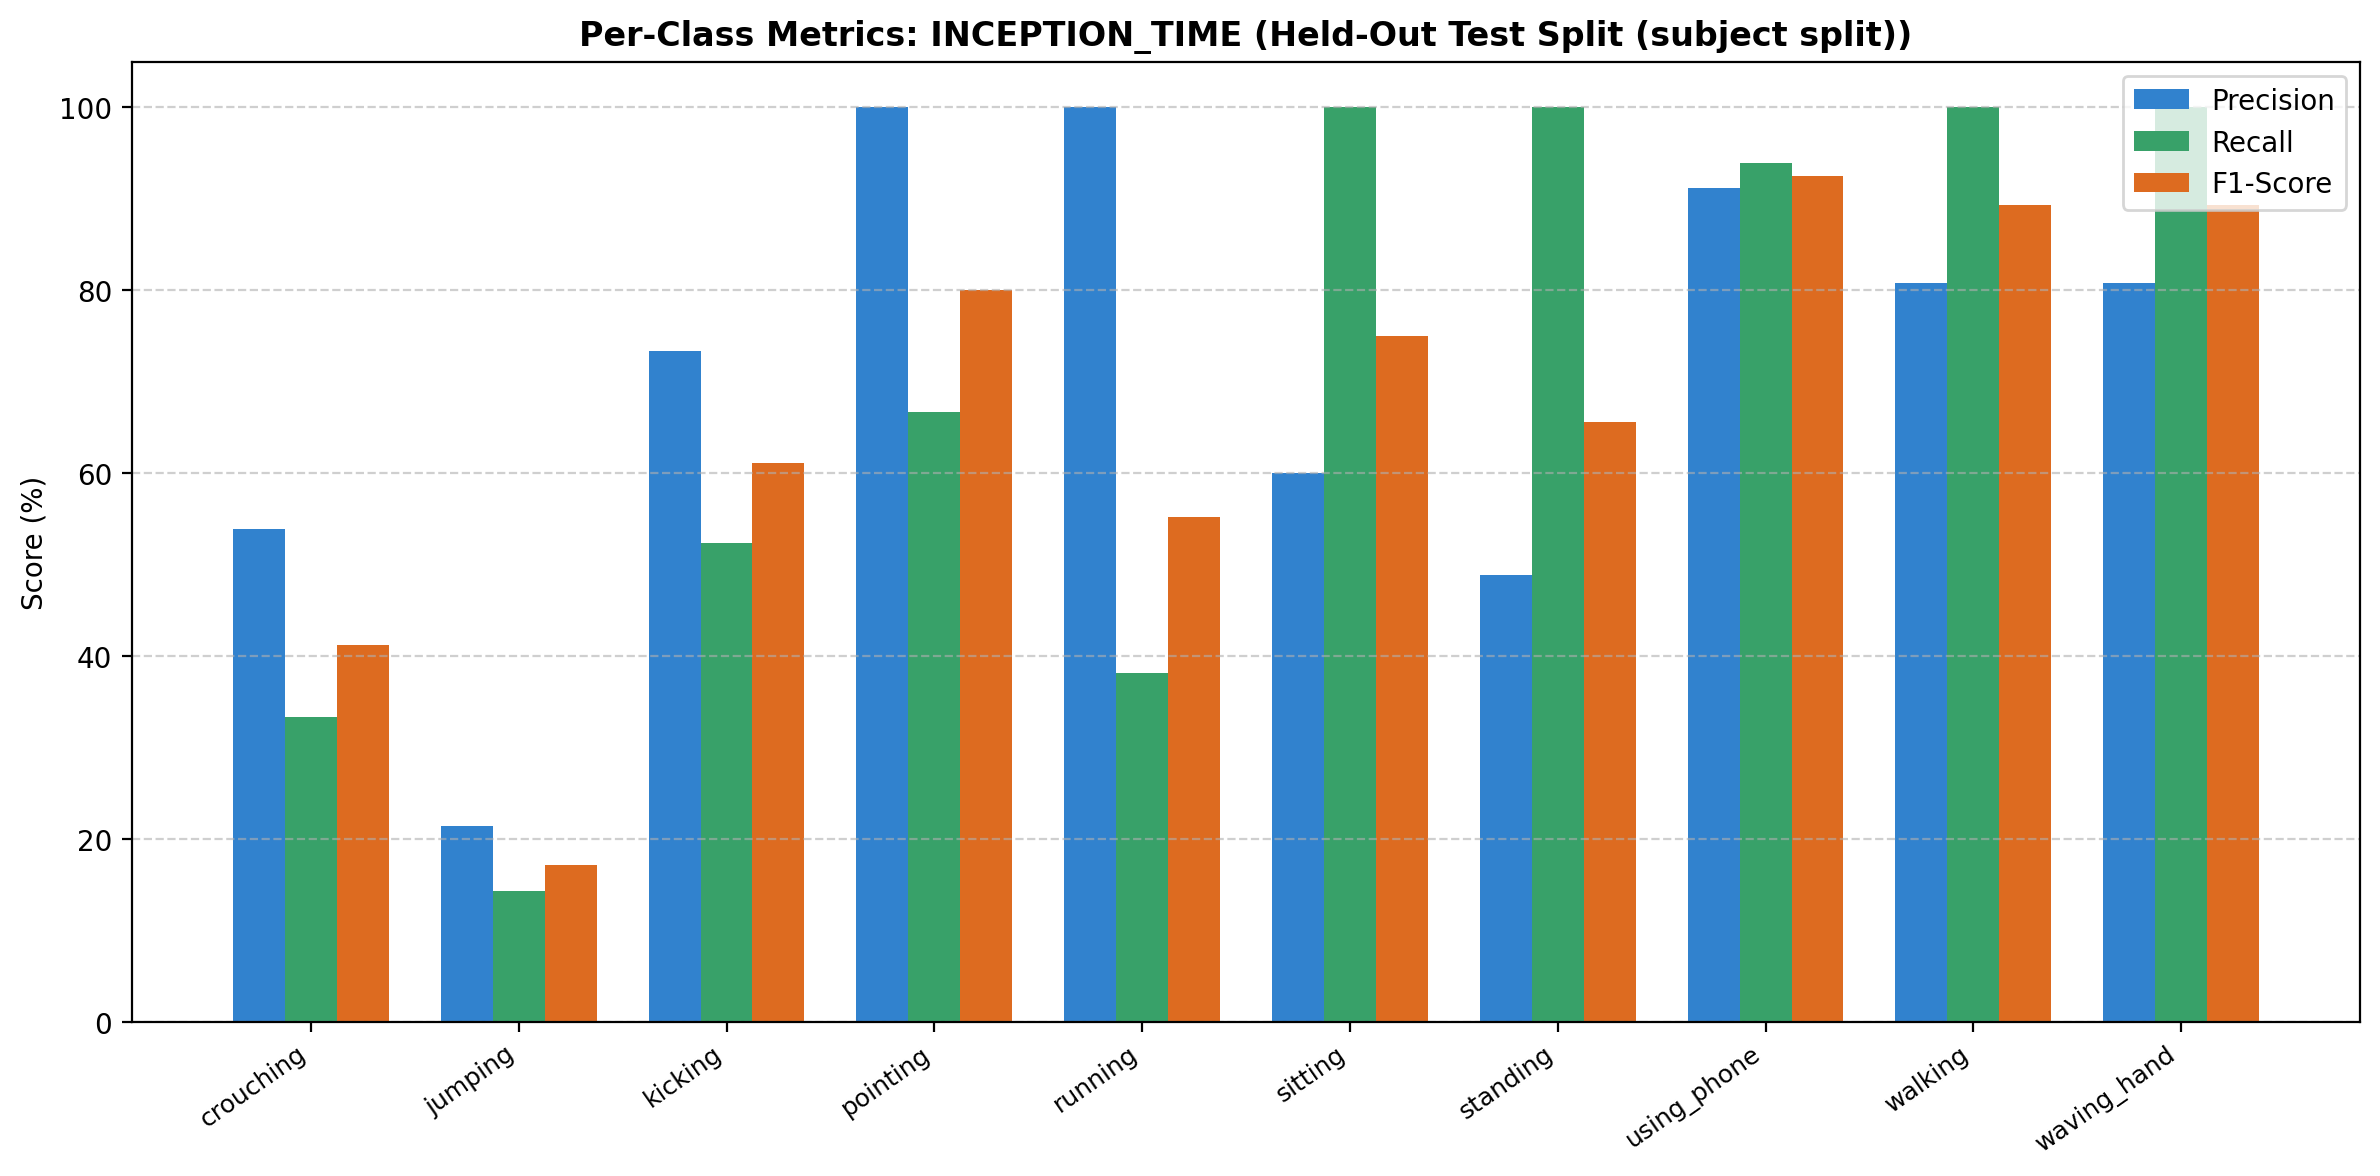 Per-Class Metrics: INCEPTION_TIME (Held-Out Test Split (subject split))
Precision
Recall
F1-Score
Score (%)
100
80
60
40
20
0
crouching
jumping
kicking
pointing
running
sitting
standing
using_phone
walking
waving_hand